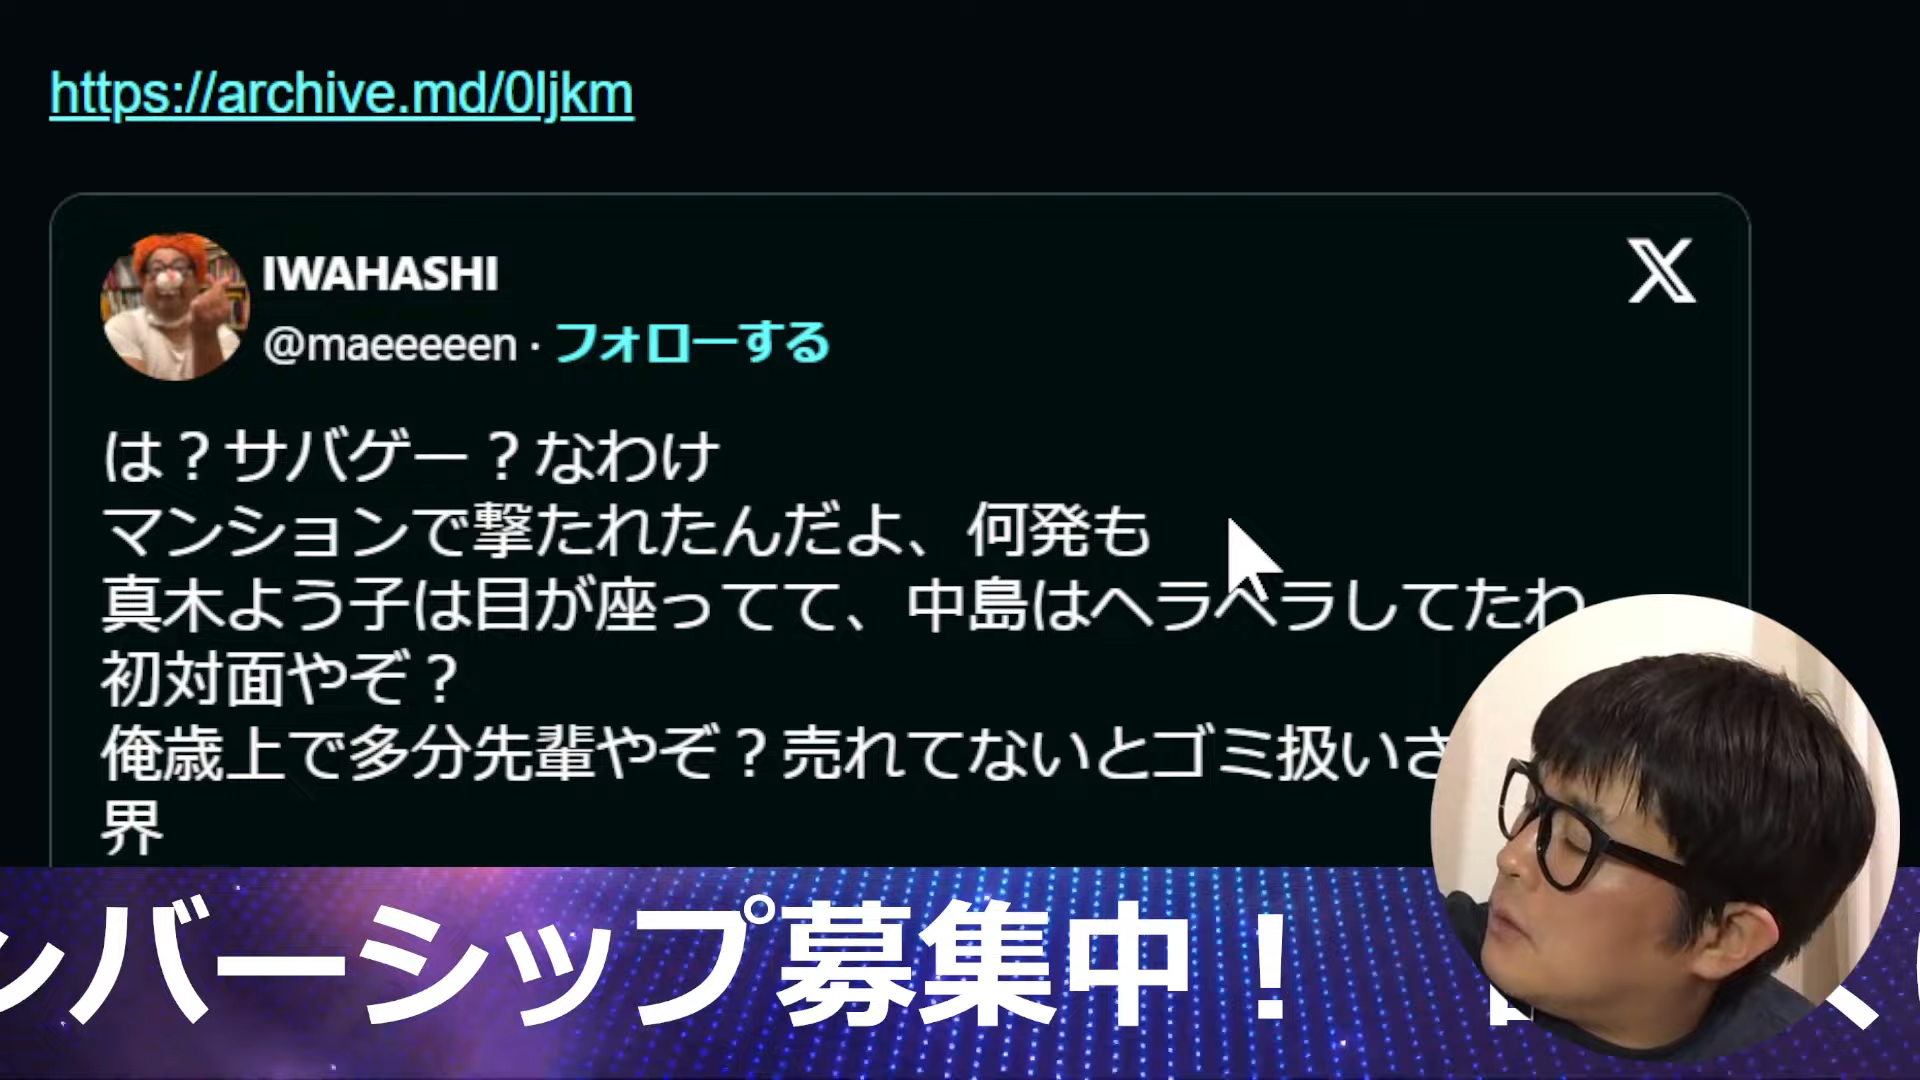 https://archive.md/0ljkm
IWAHASHI
@maeeeeen · フォローする
は？サバゲー？なわけ
マンションで撃たれたんだよ、何発も
真木よう子は目が座ってて、中島はヘラヘラしてたわ
初対面やぞ？
俺歳上で多分先輩やぞ？売れてないとゴミ扱いさ
界
ンバーシップ募集中！